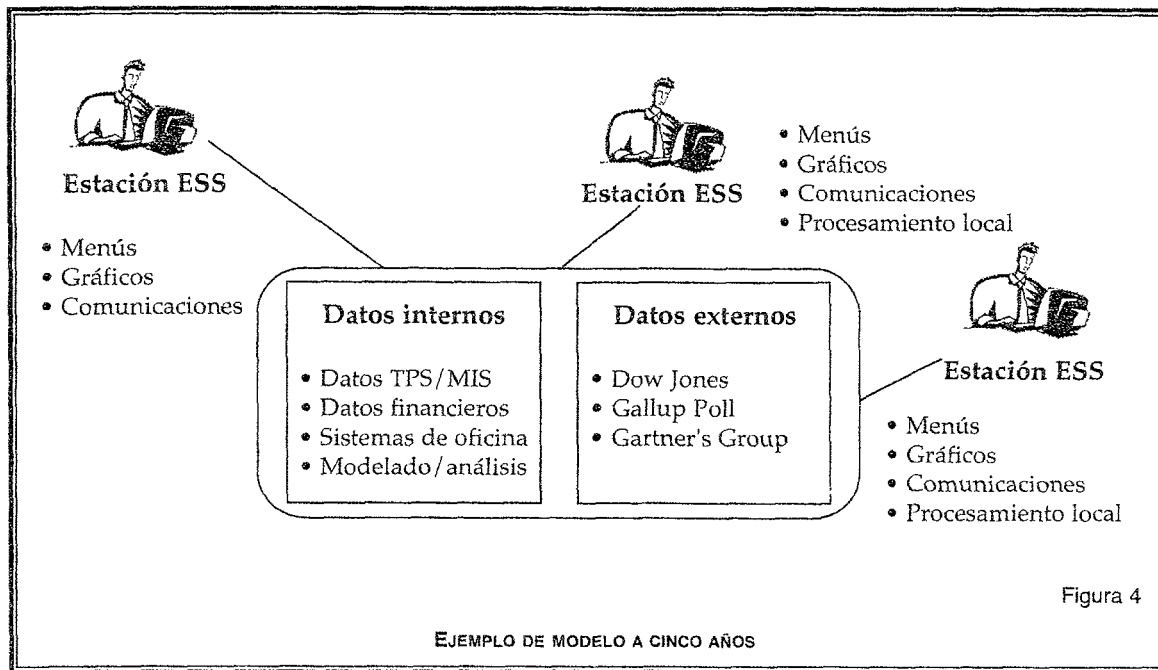 Estación ESS
• Menús
• Gráficos
• Comunicaciones
Estación ESS
• Menús
• Gráficos
• Comunicaciones
• Procesamiento local
Estación ESS
• Menús
• Gráficos
• Comunicaciones
• Procesamiento local
Datos internos
• Datos TPS/MIS
• Datos financieros
• Sistemas de oficina
• Modelado/análisis
Datos externos
• Dow Jones
• Gallup Poll
• Gartner's Group
Figura 4
EJEMPLO DE MODELO A CINCO AÑOS